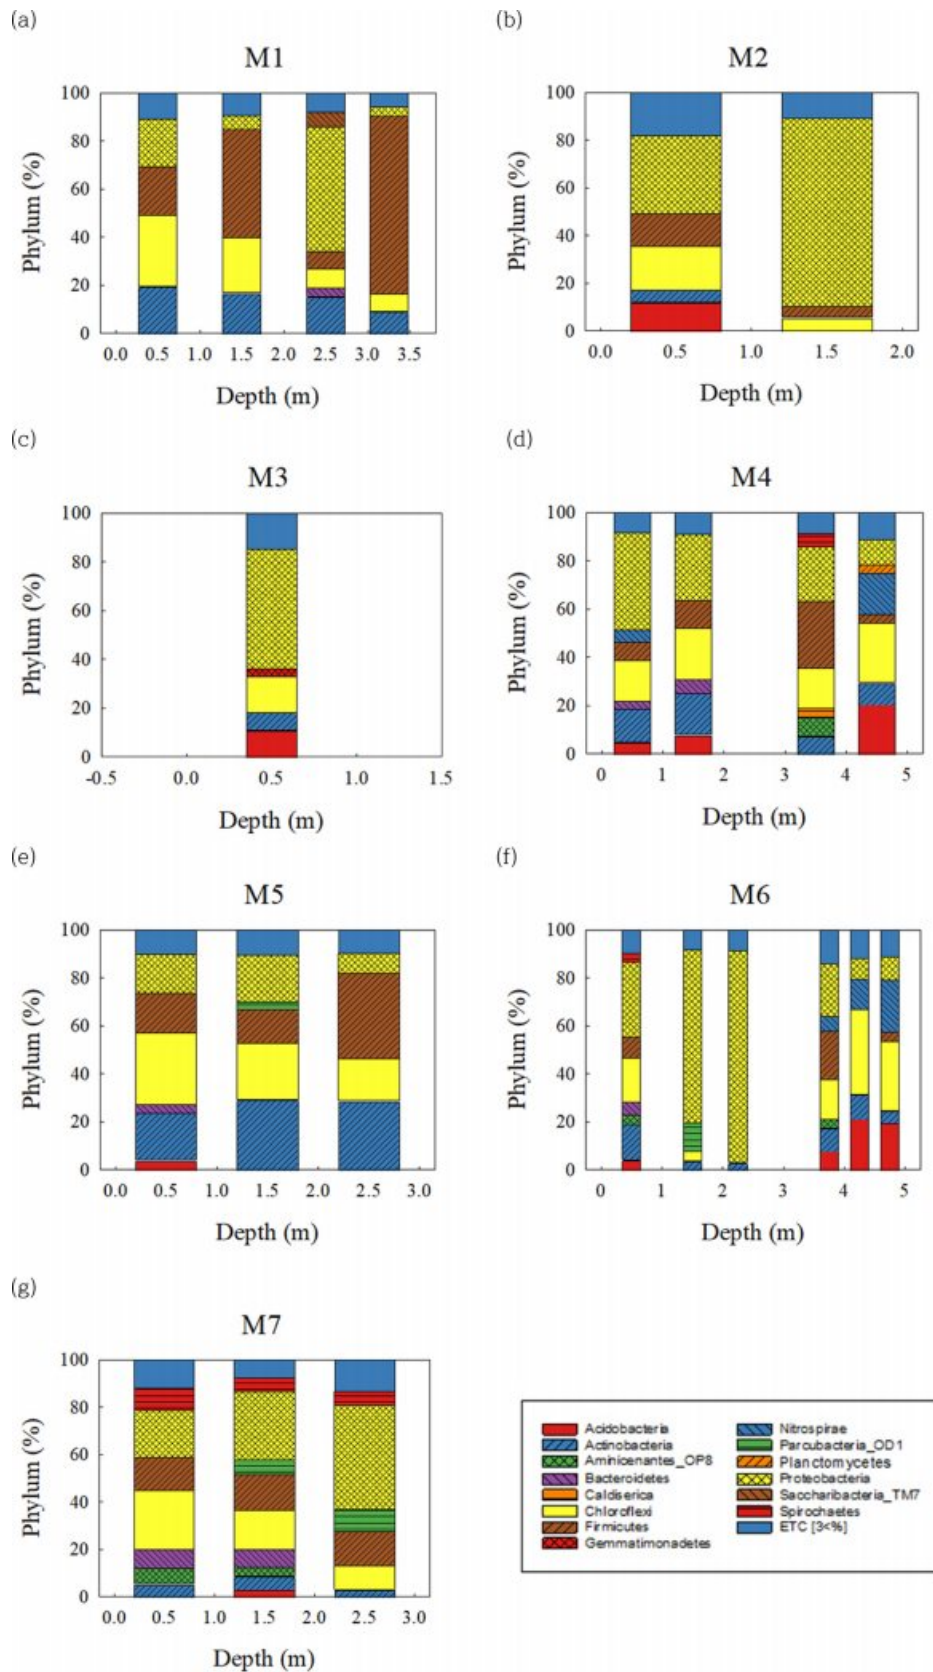 (a)
M1
Phylum (%)
100
80
60
40
20
0
0.0 0.5 1.0 1.5 2.0 2.5 3.0 3.5
Depth (m)
(b)
M2
Phylum (%)
100
80
60
40
20
0
0.0 0.5 1.0 1.5 2.0
Depth (m)
(c)
M3
Phylum (%)
100
80
60
40
20
0
-0.5 0.0 0.5 1.0 1.5
Depth (m)
(d)
M4
Phylum (%)
100
80
60
40
20
0
0 1 2 3 4 5
Depth (m)
(e)
M5
Phylum (%)
100
80
60
40
20
0
0.0 0.5 1.0 1.5 2.0 2.5 3.0
Depth (m)
(f)
M6
Phylum (%)
100
80
60
40
20
0
0 1 2 3 4 5
Depth (m)
(g)
M7
Phylum (%)
100
80
60
40
20
0
0.0 0.5 1.0 1.5 2.0 2.5 3.0
Depth (m)
Acidobacteria
Actinobacteria
Aminicenantes_OP8
Bacteroidetes
Caldiserica
Chloroflexi
Firmicutes
Gemmatimonadetes
Nitrospirae
Parcubacteria_OD1
Planctomycetes
Proteobacteria
Saccharibacteria_TM7
Spirochaetes
ETC [3<%]